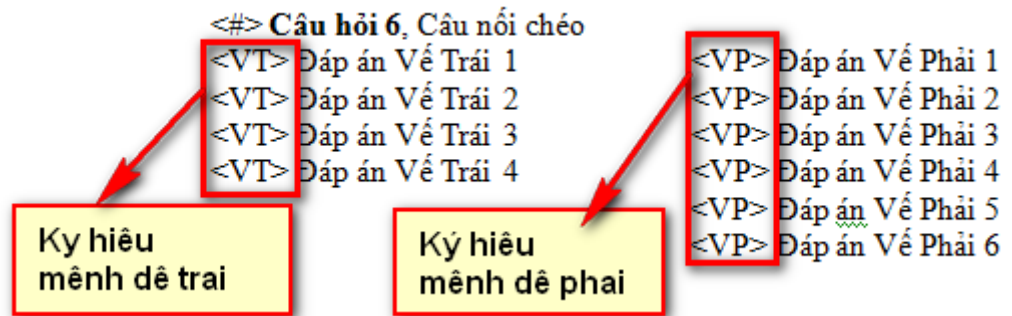 <#> Câu hỏi 6, Câu nối chéo
<VT> Đáp án Vế Trái 1
<VT> Đáp án Vế Trái 2
<VT> Đáp án Vế Trái 3
<VT> Đáp án Vế Trái 4
<VP> Đáp án Vế Phải 1
<VP> Đáp án Vế Phải 2
<VP> Đáp án Vế Phải 3
<VP> Đáp án Vế Phải 4
<VP> Đáp án Vế Phải 5
<VP> Đáp án Vế Phải 6
Ky hiêu
mênh dê trai
Ký hiêu
mênh dê phai